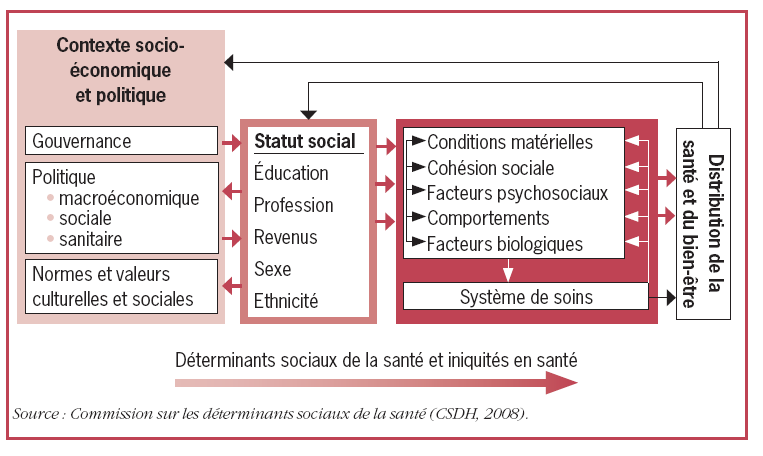 Contexte socio-
économique
et politique
Gouvernance
Politique
• macroéconomique
• sociale
• sanitaire
Normes et valeurs
culturelles et sociales
Statut social
Éducation
Profession
Revenus
Sexe
Ethnicité
Conditions matérielles
Cohésion sociale
Facteurs psychosociaux
Comportements
Facteurs biologiques
Système de soins
Distribution de la
santé et du bien-être
Déterminants sociaux de la santé et iniquités en santé
Source : Commission sur les déterminants sociaux de la santé (CSDH, 2008).